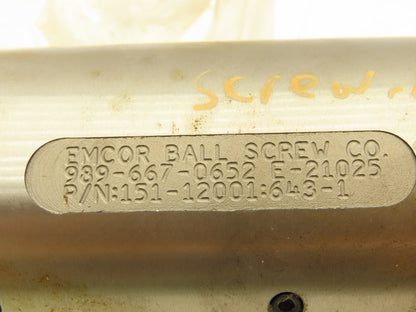 screw
EMCOR BALL SCREW CO.
989-667-0652 E-21025
P/N:151-12001:643-1